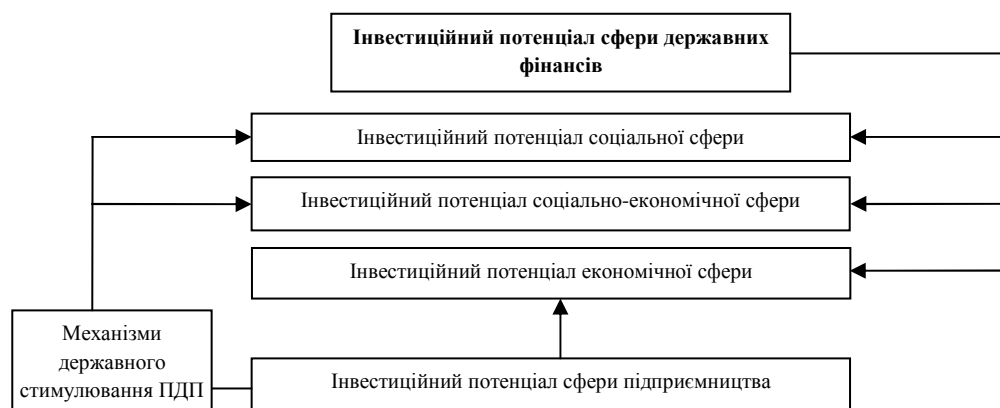 Інвестиційний потенціал сфери державних
фінансів
Інвестиційний потенціал соціальної сфери
Інвестиційний потенціал соціально-економічної сфери
Інвестиційний потенціал економічної сфери
Механізми
державного
стимулювання ПДП
Інвестиційний потенціал сфери підприємництва